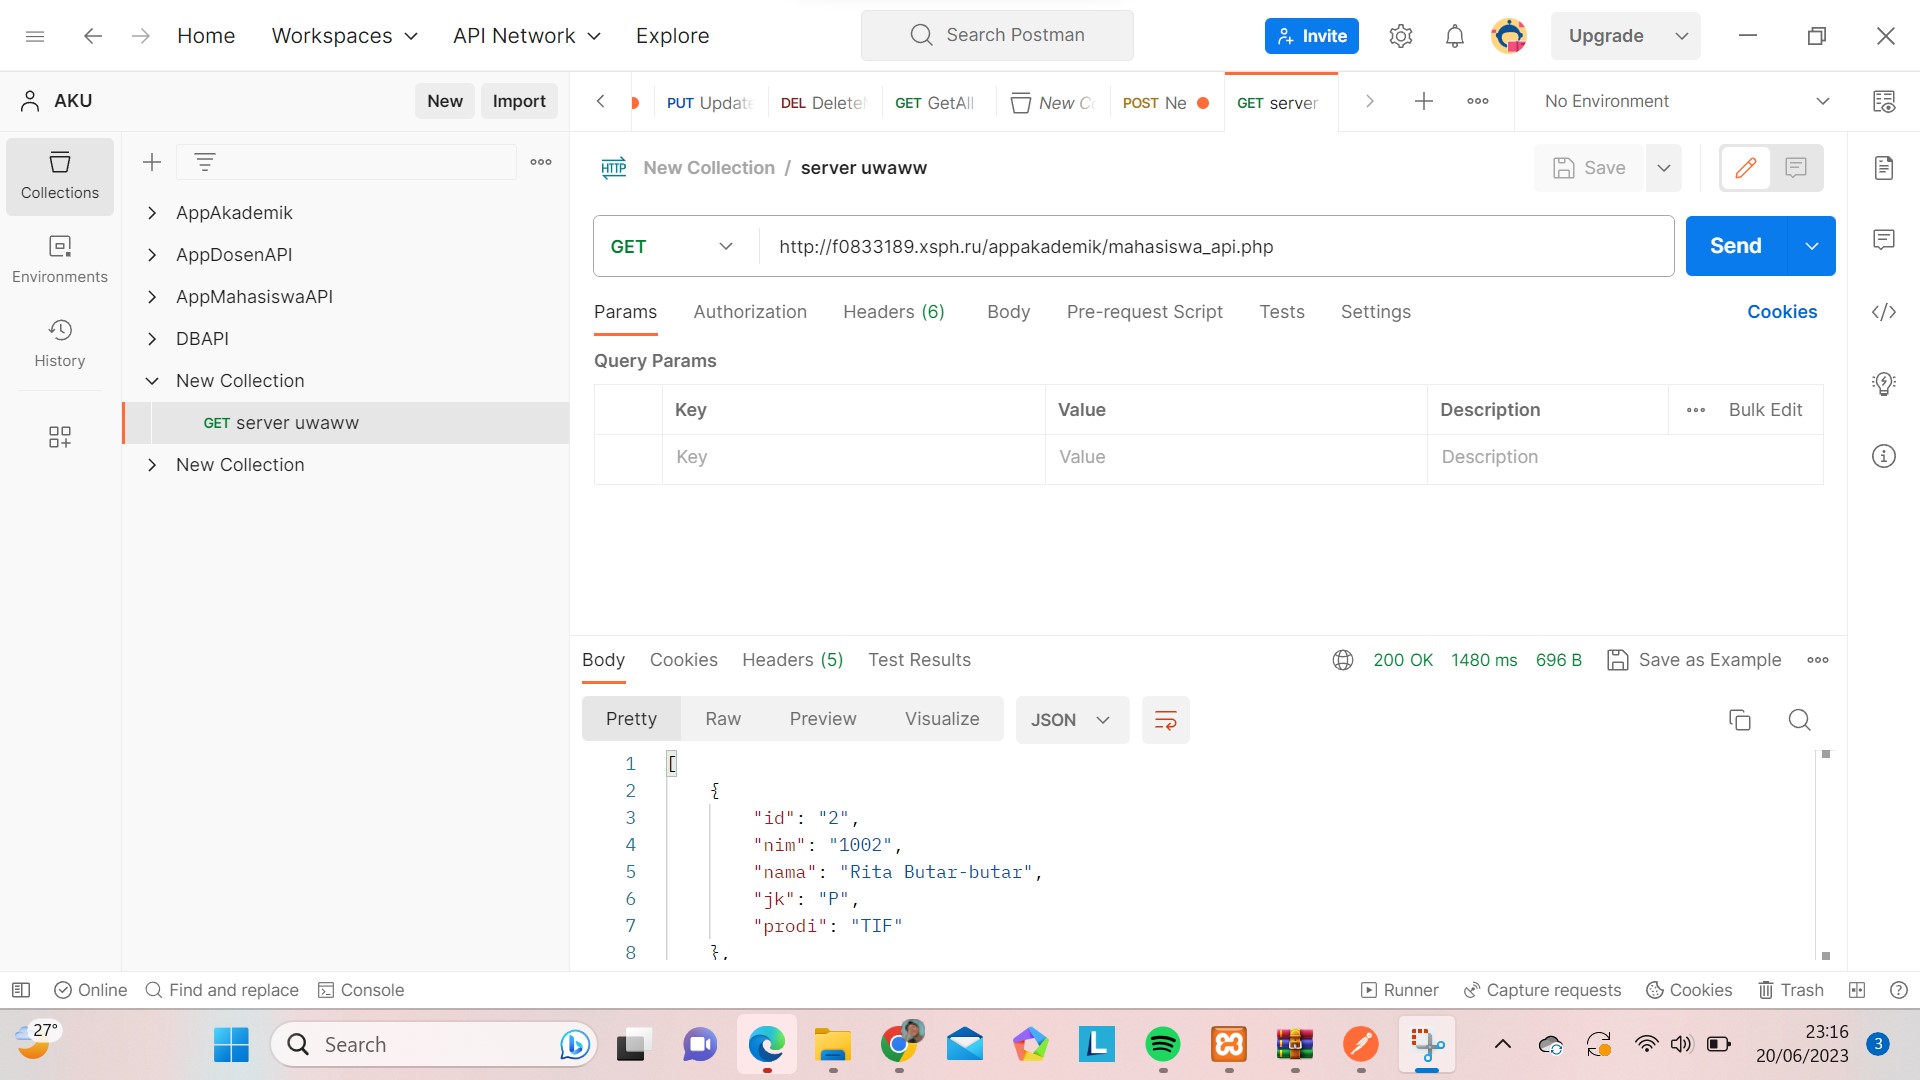 Home Workspaces API Network Explore Search Postman Invite Upgrade
AKU New Import
PUT Update DEL Delete GET GetAll New Co POST Ne GET server No Environment
Collections
Environments
History
AppAkademik
AppDosenAPI
AppMahasiswaAPI
DBAPI
New Collection
GET server uwaww
New Collection
HTTP New Collection / server uwaww Save
GET http://f0833189.xsph.ru/appakademik/mahasiswa_api.php Send
Params Authorization Headers (6) Body Pre-request Script Tests Settings Cookies
Query Params
Key Value Description Bulk Edit
Key Value Description
Body Cookies Headers (5) Test Results 200 OK 1480 ms 696 B Save as Example
Pretty Raw Preview Visualize JSON
1 [
2 {
3 "id": "2",
4 "nim": "1002",
5 "nama": "Rita Butar-butar",
6 "jk": "P",
7 "prodi": "TIF"
8 },
Online Find and replace Console Runner Capture requests Cookies Trash
27° Search L 23:16
20/06/2023 3